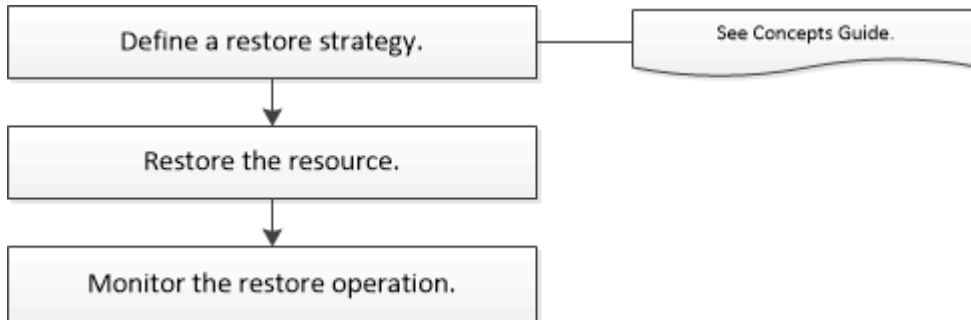 Define a restore strategy.
See Concepts Guide.
Restore the resource.
Monitor the restore operation.